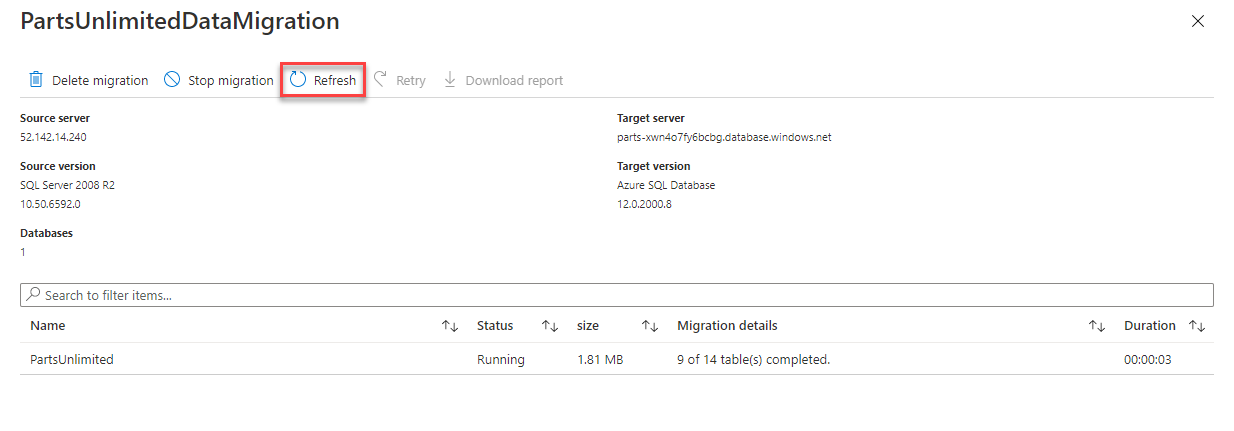 PartsUnlimitedDataMigration
Delete migration Stop migration Refresh Retry Download report
Source server Target server
52.142.14.240 parts-xwn4o7fy6bcbg.database.windows.net
Source version Target version
SQL Server 2008 R2 Azure SQL Database
10.50.6592.0 12.0.2000.8
Databases
1
Search to filter items...
Name Status size Migration details Duration
PartsUnlimited Running 1.81 MB 9 of 14 table(s) completed. 00:00:03